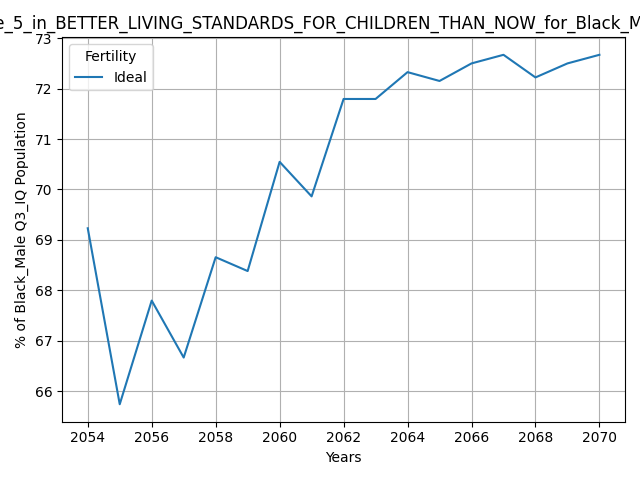 e_5_in_BETTER_LIVING_STANDARDS_FOR_CHILDREN_THAN_NOW_for_Black_M
Fertility
Ideal
73
72
71
70
69
68
67
66
% of Black_Male Q3_IQ Population
2054 2056 2058 2060 2062 2064 2066 2068 2070
Years